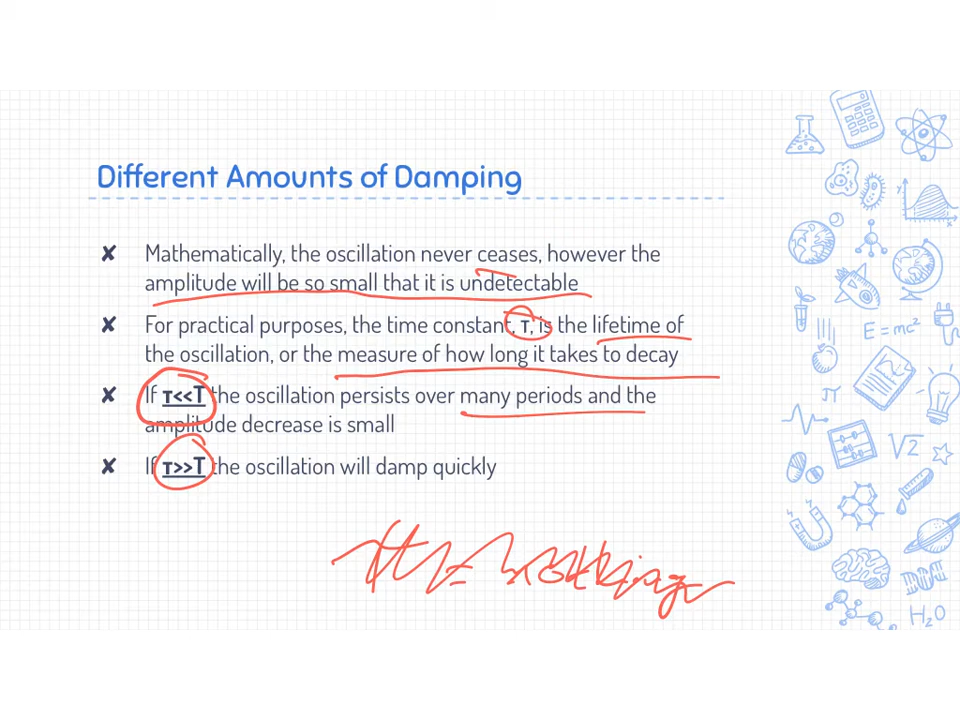 Different Amounts of Damping
✘ Mathematically, the oscillation never ceases, however the
amplitude will be so small that it is undetectable
✘ For practical purposes, the time constant, τ, is the lifetime of
the oscillation, or the measure of how long it takes to decay
✘ If τ<<T the oscillation persists over many periods and the
amplitude decrease is small
✘ If τ>>T the oscillation will damp quickly
y
x
E=mc²
π
√2
H₂O